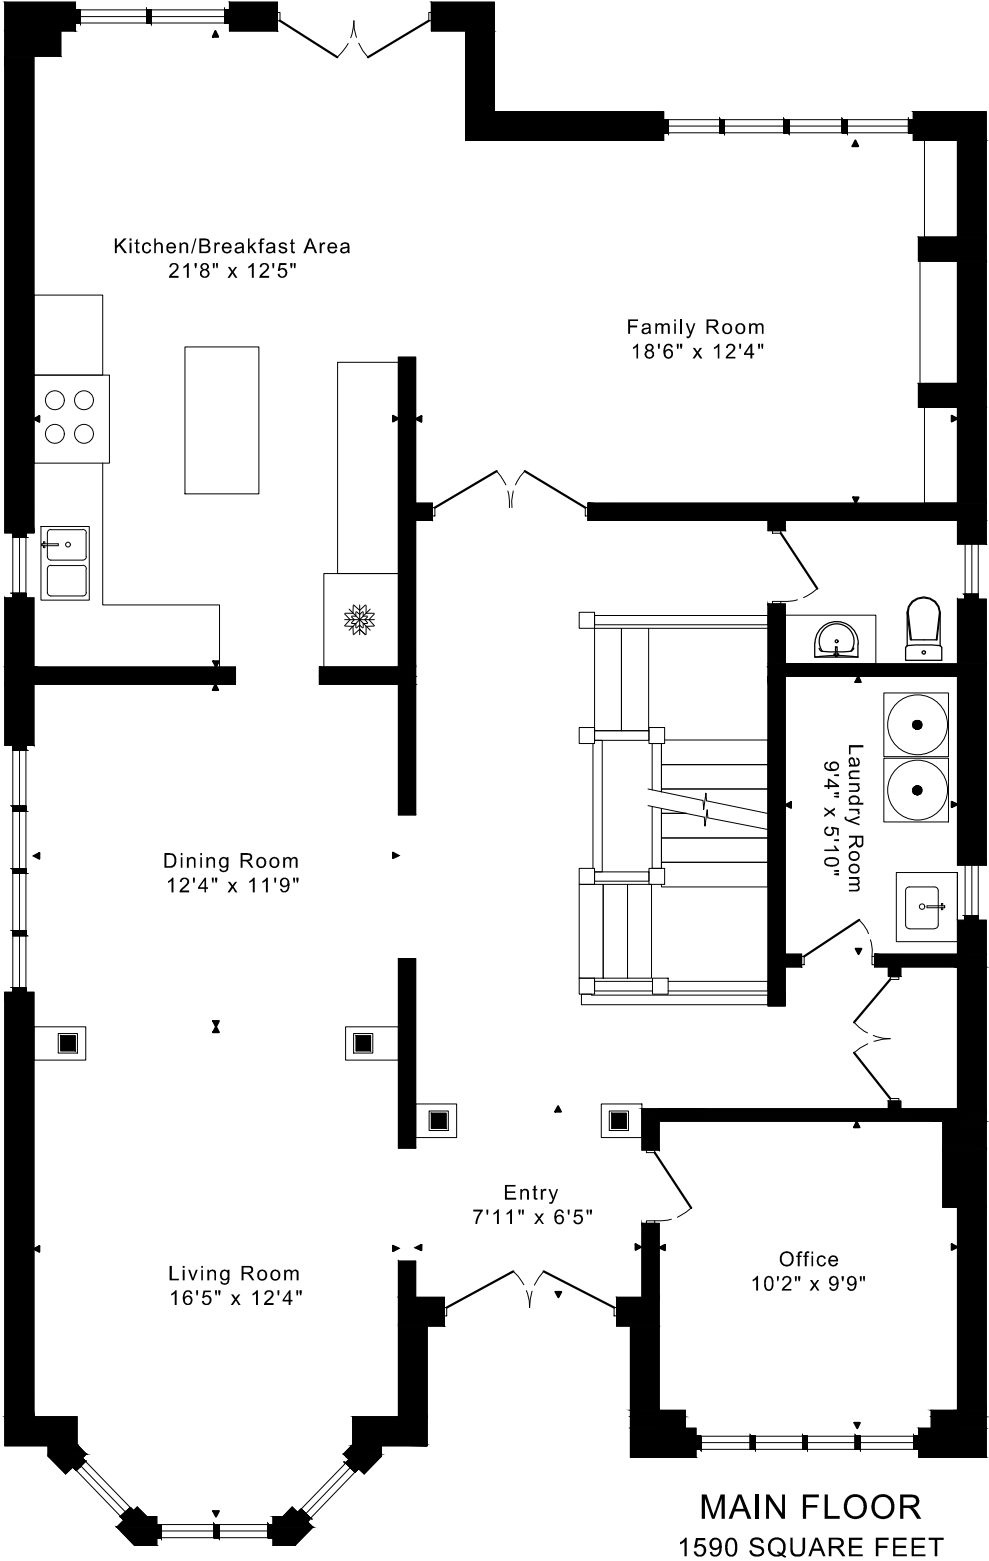 Kitchen/Breakfast Area
21'8" x 12'5"
Family Room
18'6" x 12'4"
Laundry Room
9'4" x 5'10"
Dining Room
12'4" x 11'9"
Entry
7'11" x 6'5"
Office
10'2" x 9'9"
Living Room
16'5" x 12'4"
MAIN FLOOR
1590 SQUARE FEET